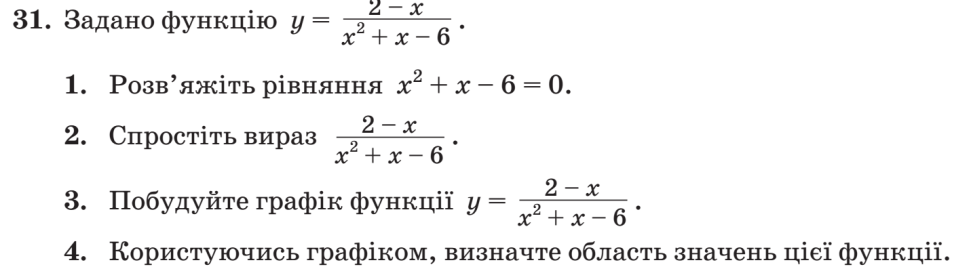 31. Задано функцію y = (2 − x)/(x² + x − 6).
1. Розв’яжіть рівняння x² + x − 6 = 0.
2. Спростіть вираз (2 − x)/(x² + x − 6).
3. Побудуйте графік функції y = (2 − x)/(x² + x − 6).
4. Користуючись графіком, визначте область значень цієї функції.